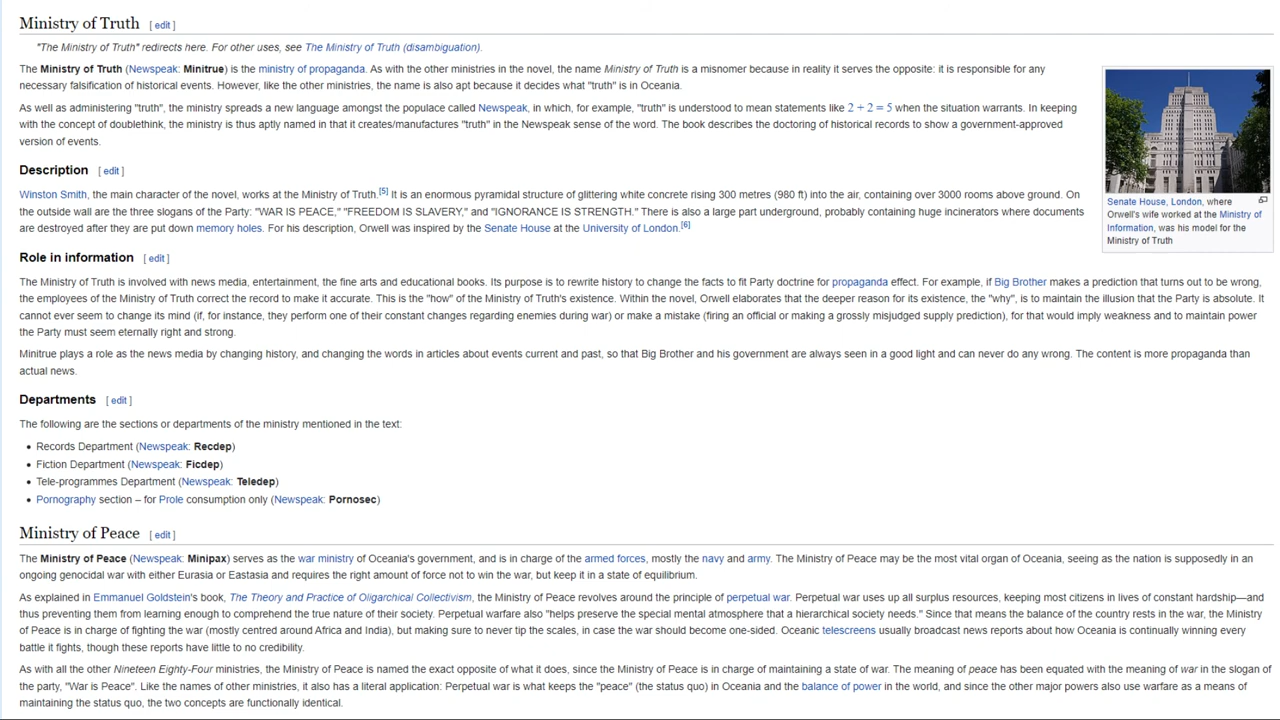 Ministry of Truth [ edit ]
"The Ministry of Truth" redirects here. For other uses, see The Ministry of Truth (disambiguation).
The Ministry of Truth (Newspeak: Minitrue) is the ministry of propaganda. As with the other ministries in the novel, the name Ministry of Truth is a misnomer because in reality it serves the opposite: it is responsible for any
necessary falsification of historical events. However, like the other ministries, the name is also apt because it decides what "truth" is in Oceania.
As well as administering "truth", the ministry spreads a new language amongst the populace called Newspeak, in which, for example, "truth" is understood to mean statements like 2 + 2 = 5 when the situation warrants. In keeping
with the concept of doublethink, the ministry is thus aptly named in that it creates/manufactures "truth" in the Newspeak sense of the word. The book describes the doctoring of historical records to show a government-approved
version of events.
Senate House, London, where
Orwell's wife worked at the Ministry of
Information, was his model for the
Ministry of Truth
Description [ edit ]
Winston Smith, the main character of the novel, works at the Ministry of Truth.[5] It is an enormous pyramidal structure of glittering white concrete rising 300 metres (980 ft) into the air, containing over 3000 rooms above ground. On
the outside wall are the three slogans of the Party: "WAR IS PEACE," "FREEDOM IS SLAVERY," and "IGNORANCE IS STRENGTH." There is also a large part underground, probably containing huge incinerators where documents
are destroyed after they are put down memory holes. For his description, Orwell was inspired by the Senate House at the University of London.[6]
Role in information [ edit ]
The Ministry of Truth is involved with news media, entertainment, the fine arts and educational books. Its purpose is to rewrite history to change the facts to fit Party doctrine for propaganda effect. For example, if Big Brother makes a prediction that turns out to be wrong,
the employees of the Ministry of Truth correct the record to make it accurate. This is the "how" of the Ministry of Truth's existence. Within the novel, Orwell elaborates that the deeper reason for its existence, the "why", is to maintain the illusion that the Party is absolute. It
cannot ever seem to change its mind (if, for instance, they perform one of their constant changes regarding enemies during war) or make a mistake (firing an official or making a grossly misjudged supply prediction), for that would imply weakness and to maintain power
the Party must seem eternally right and strong.
Minitrue plays a role as the news media by changing history, and changing the words in articles about events current and past, so that Big Brother and his government are always seen in a good light and can never do any wrong. The content is more propaganda than
actual news.
Departments [ edit ]
The following are the sections or departments of the ministry mentioned in the text:
• Records Department (Newspeak: Recdep)
• Fiction Department (Newspeak: Ficdep)
• Tele-programmes Department (Newspeak: Teledep)
• Pornography section – for Prole consumption only (Newspeak: Pornosec)
Ministry of Peace [ edit ]
The Ministry of Peace (Newspeak: Minipax) serves as the war ministry of Oceania's government, and is in charge of the armed forces, mostly the navy and army. The Ministry of Peace may be the most vital organ of Oceania, seeing as the nation is supposedly in an
ongoing genocidal war with either Eurasia or Eastasia and requires the right amount of force not to win the war, but keep it in a state of equilibrium.
As explained in Emmanuel Goldstein's book, The Theory and Practice of Oligarchical Collectivism, the Ministry of Peace revolves around the principle of perpetual war. Perpetual war uses up all surplus resources, keeping most citizens in lives of constant hardship—and
thus preventing them from learning enough to comprehend the true nature of their society. Perpetual warfare also "helps preserve the special mental atmosphere that a hierarchical society needs." Since that means the balance of the country rests in the war, the Ministry
of Peace is in charge of fighting the war (mostly centred around Africa and India), but making sure to never tip the scales, in case the war should become one-sided. Oceanic telescreens usually broadcast news reports about how Oceania is continually winning every
battle it fights, though these reports have little to no credibility.
As with all the other Nineteen Eighty-Four ministries, the Ministry of Peace is named the exact opposite of what it does, since the Ministry of Peace is in charge of maintaining a state of war. The meaning of peace has been equated with the meaning of war in the slogan of
the party, "War is Peace". Like the names of other ministries, it also has a literal application: Perpetual war is what keeps the "peace" (the status quo) in Oceania and the balance of power in the world, and since the other major powers also use warfare as a means of
maintaining the status quo, the two concepts are functionally identical.